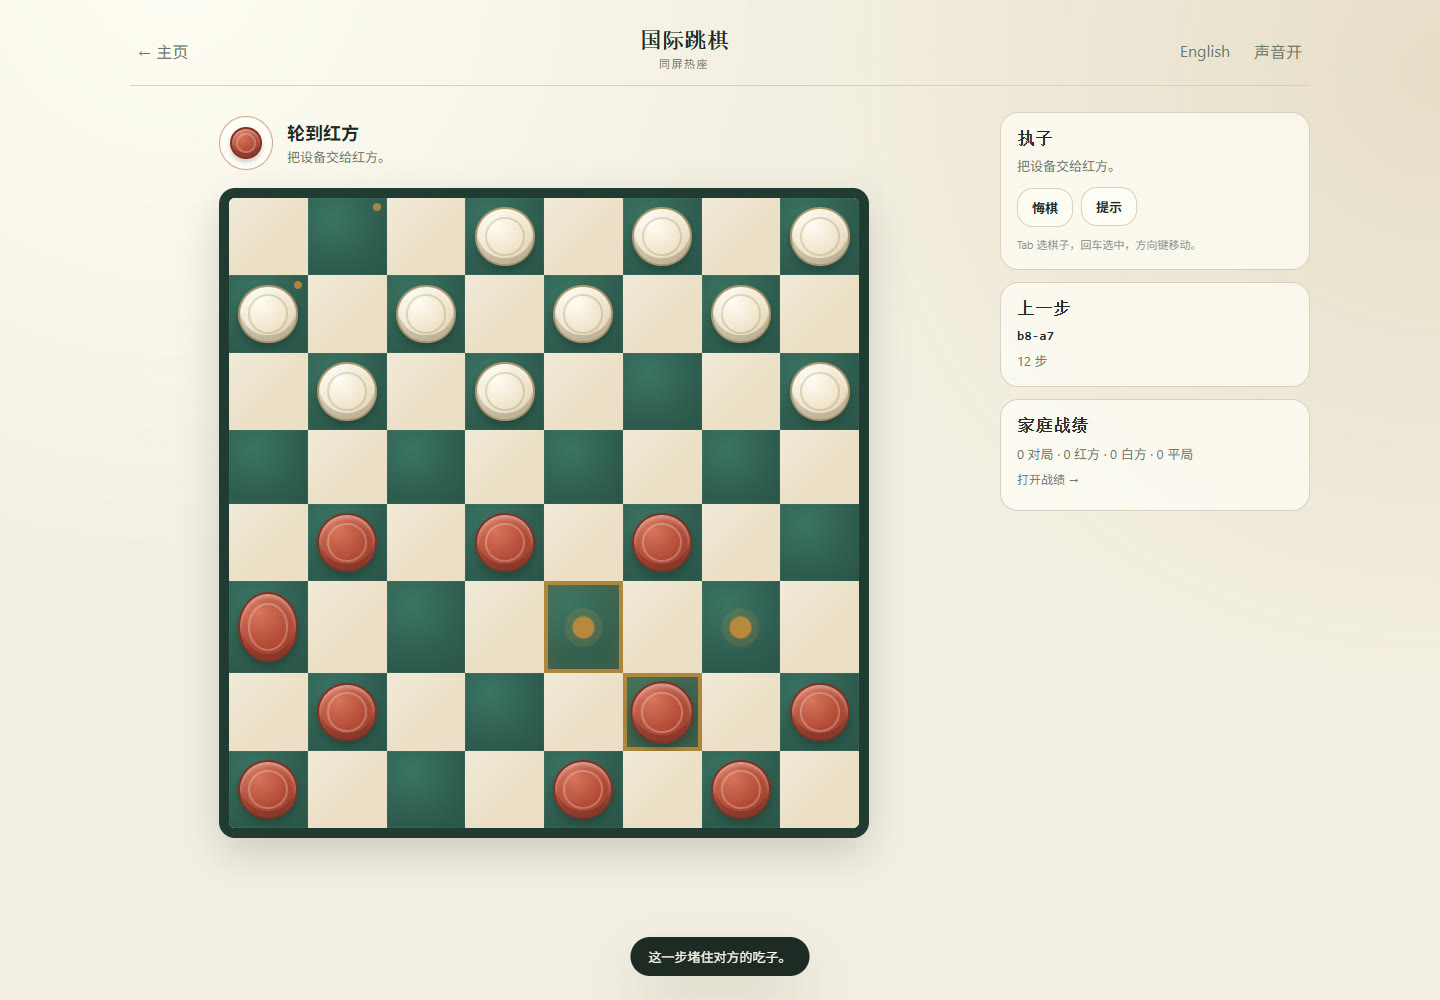 ← 主页
国际跳棋
同屏热座
English
声音开
轮到红方
把设备交给红方。
执子
把设备交给红方。
悔棋
提示
Tab 选棋子，回车选中，方向键移动。
上一步
b8-a7
12 步
家庭战绩
0 对局 · 0 红方 · 0 白方 · 0 平局
打开战绩 →
这一步堵住对方的吃子。